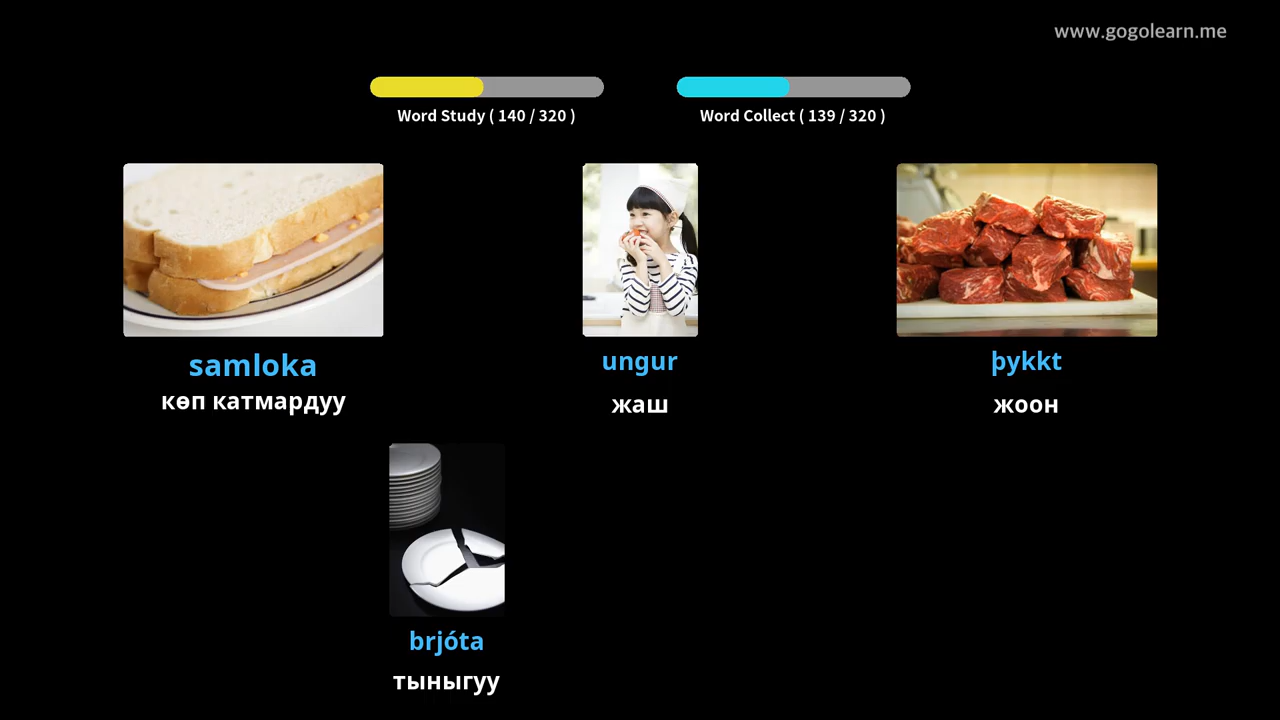 www.gogolearn.me
Word Study ( 140 / 320 )
Word Collect ( 139 / 320 )
samloka
көп катмардуу
ungur
жаш
þykkt
жоон
brjóta
тыныгуу